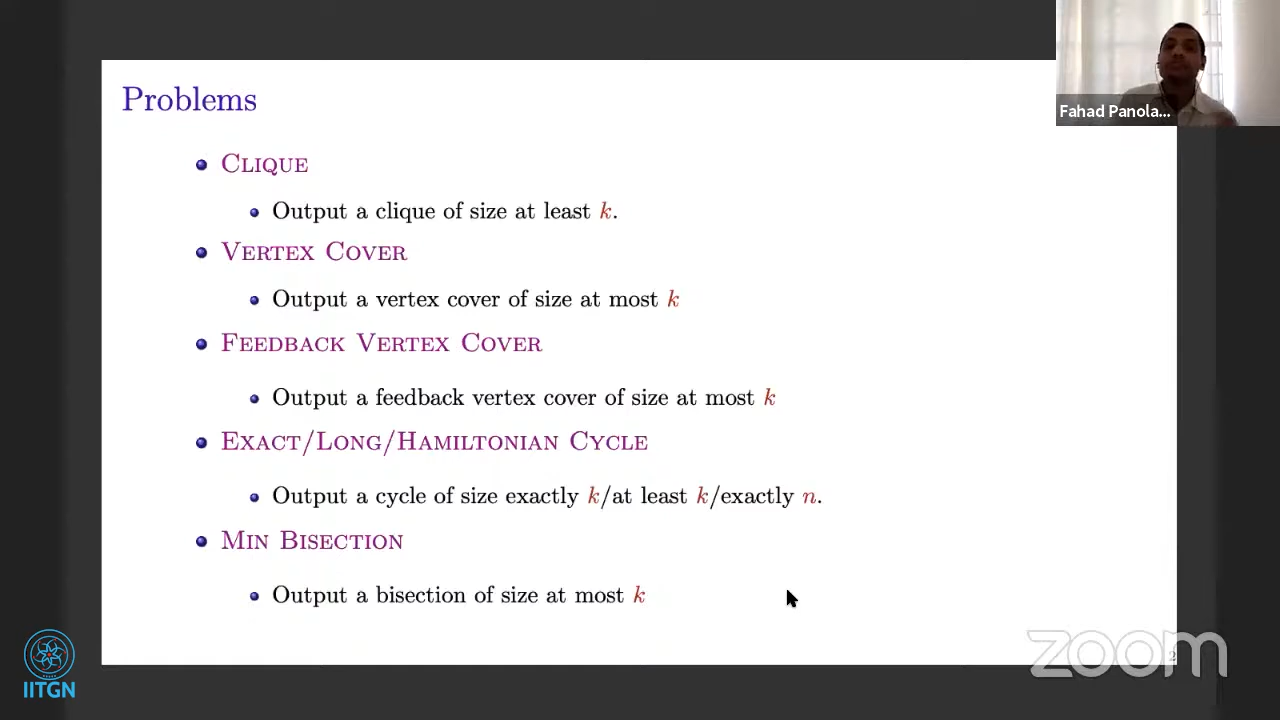 Problems
Fahad Panola...
CLIQUE
Output a clique of size at least k.
VERTEX COVER
Output a vertex cover of size at most k
FEEDBACK VERTEX COVER
Output a feedback vertex cover of size at most k
EXACT/LONG/HAMILTONIAN CYCLE
Output a cycle of size exactly k/at least k/exactly n.
MIN BISECTION
Output a bisection of size at most k
zoom
2
IITGN